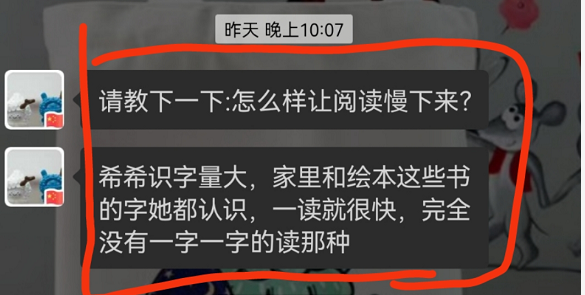 昨天 晚上10:07
请教下一下:怎么样让阅读慢下来?
希希识字量大，家里和绘本这些书
的字她都认识，一读就很快，完全
没有一字一字的读那种